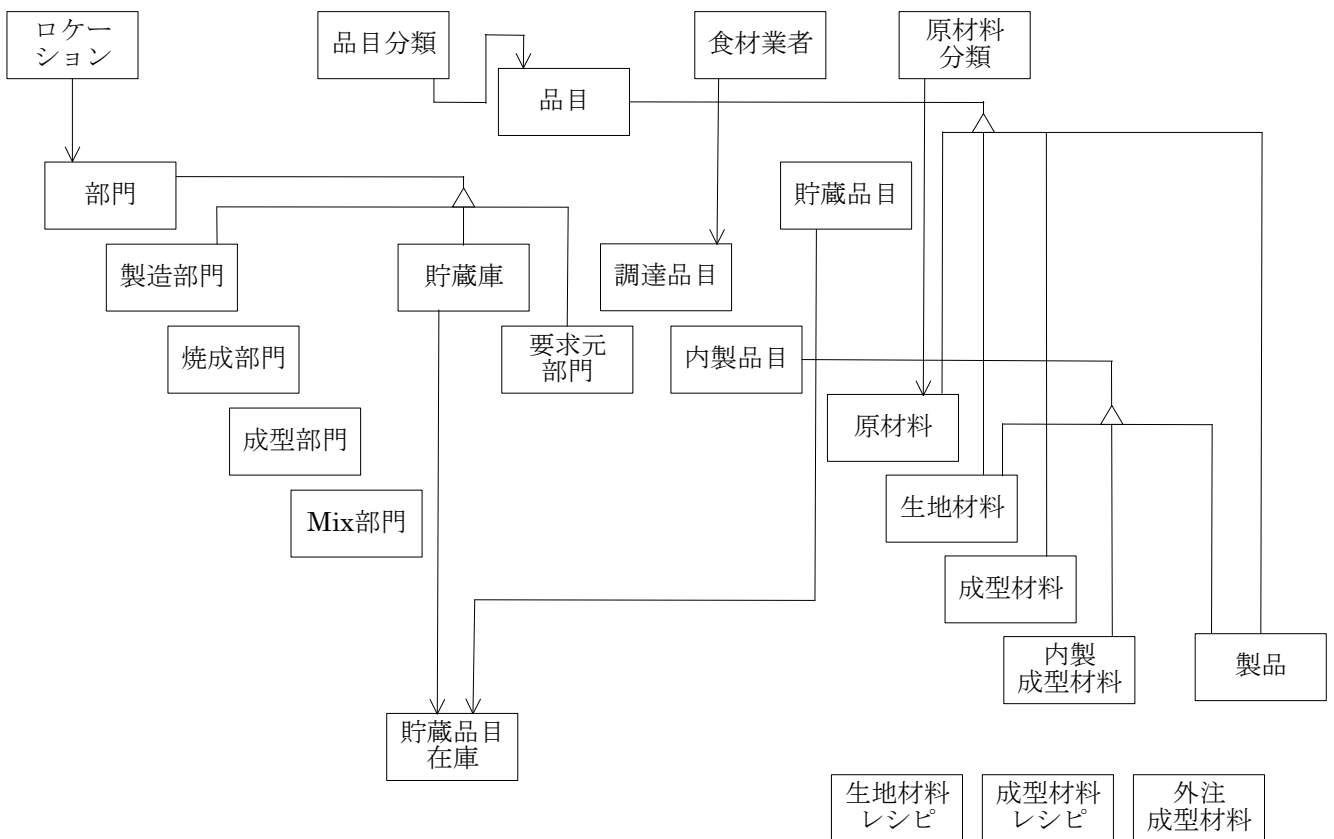 ロケー
ション
品目分類
食材業者
原材料
分類
品目
部門
貯蔵品目
製造部門
貯蔵庫
調達品目
焼成部門
要求元
部門
内製品目
原材料
成型部門
生地材料
Mix部門
成型材料
内製
成型材料
製品
貯蔵品目
在庫
生地材料
レシピ
成型材料
レシピ
外注
成型材料